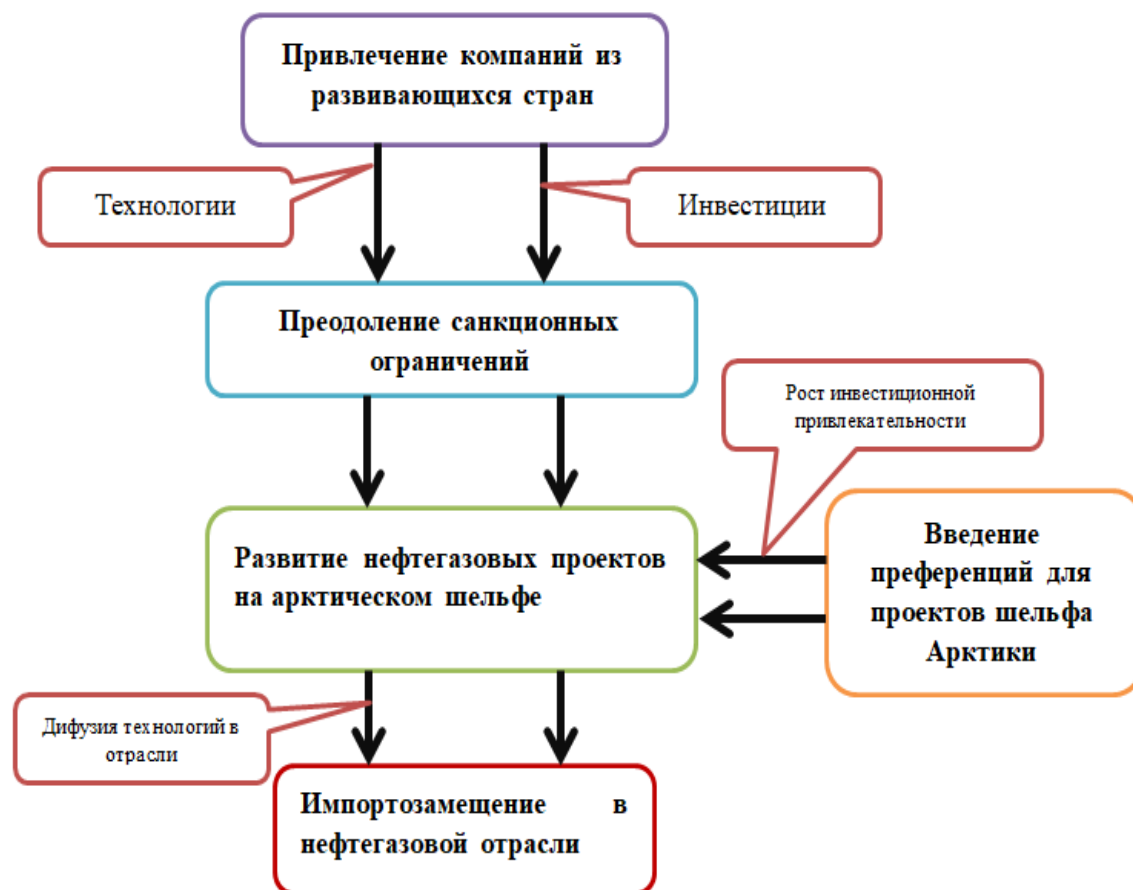 Привлечение компаний из
развивающихся стран
Технологии
Инвестиции
Преодоление санкционных
ограничений
Рост инвестиционной
привлекательности
Развитие нефтегазовых проектов
на арктическом шельфе
Введение
преференций для
проектов шельфа
Арктики
Дифузия технологий в
отрасли
Импортозамещение в
нефтегазовой отрасли